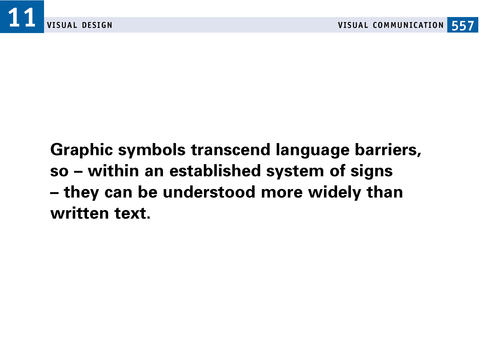 11 VISUAL DESIGN VISUAL COMMUNICATION 557
Graphic symbols transcend language barriers,
so – within an established system of signs
– they can be understood more widely than
written text.